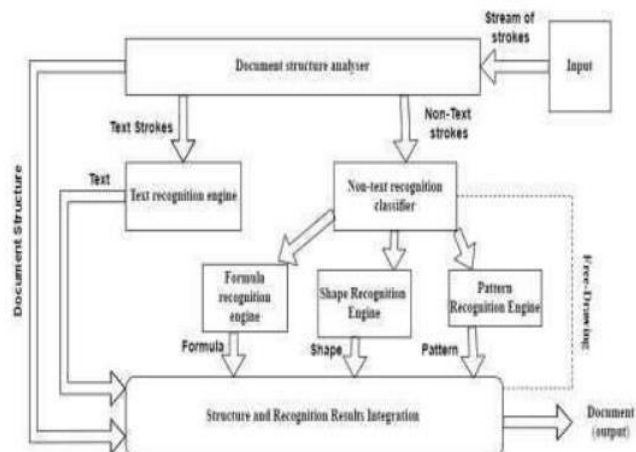 Stream of
strokes
Document structure analyser
Input
Text Strokes
Non-Text
strokes
Text
Text recognition engine
Non-text recognition
classifier
Document Structure
Free-Drawing
Formula
recognition
engine
Shape Recognition
Engine
Pattern
Recognition Engine
Formula
Shape
Pattern
Structure and Recognition Results Integration
Document
(output)